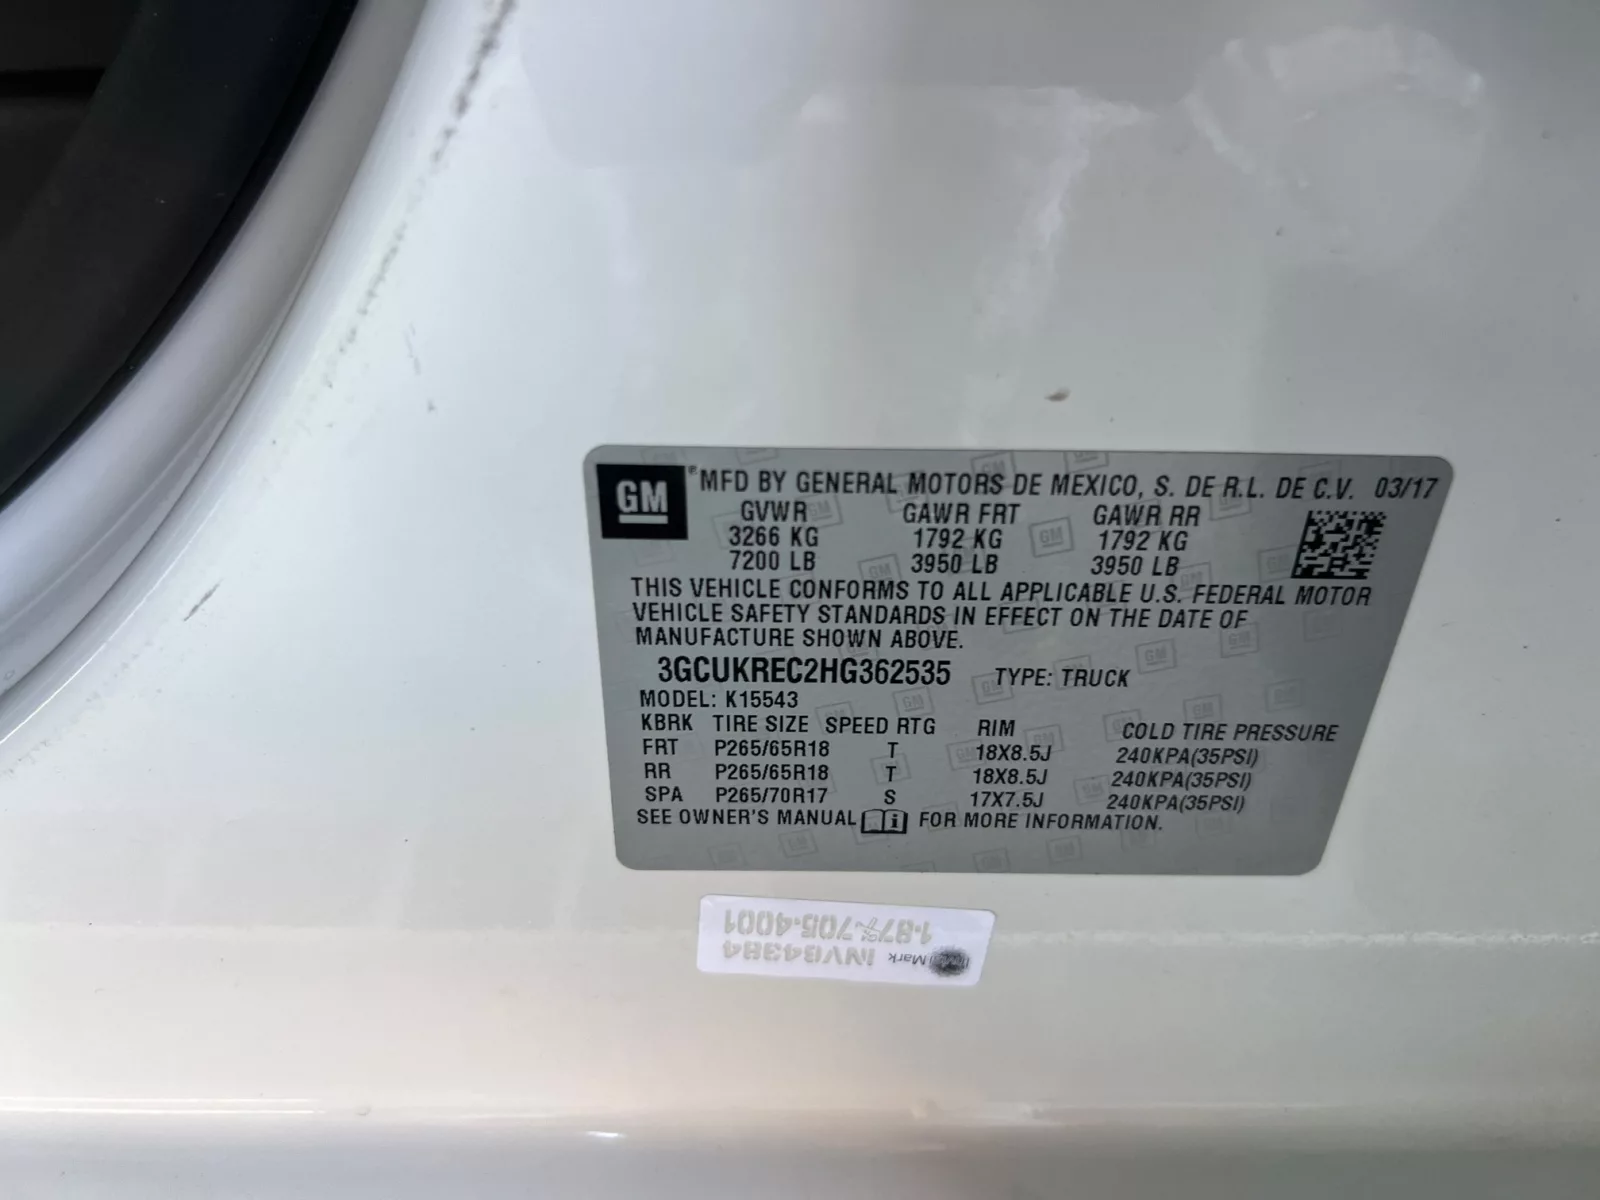 GM ® MFD BY GENERAL MOTORS DE MEXICO, S. DE R.L. DE C.V. 03/17
GVWR GAWR FRT GAWR RR
3266 KG 1792 KG 1792 KG
7200 LB 3950 LB 3950 LB
THIS VEHICLE CONFORMS TO ALL APPLICABLE U.S. FEDERAL MOTOR
VEHICLE SAFETY STANDARDS IN EFFECT ON THE DATE OF
MANUFACTURE SHOWN ABOVE.
3GCUKREC2HG362535 TYPE: TRUCK
MODEL: K15543
KBRK TIRE SIZE SPEED RTG RIM COLD TIRE PRESSURE
FRT P265/65R18 T 18X8.5J 240KPA(35PSI)
RR P265/65R18 T 18X8.5J 240KPA(35PSI)
SPA P265/70R17 S 17X7.5J 240KPA(35PSI)
SEE OWNER'S MANUAL i FOR MORE INFORMATION.
Mark